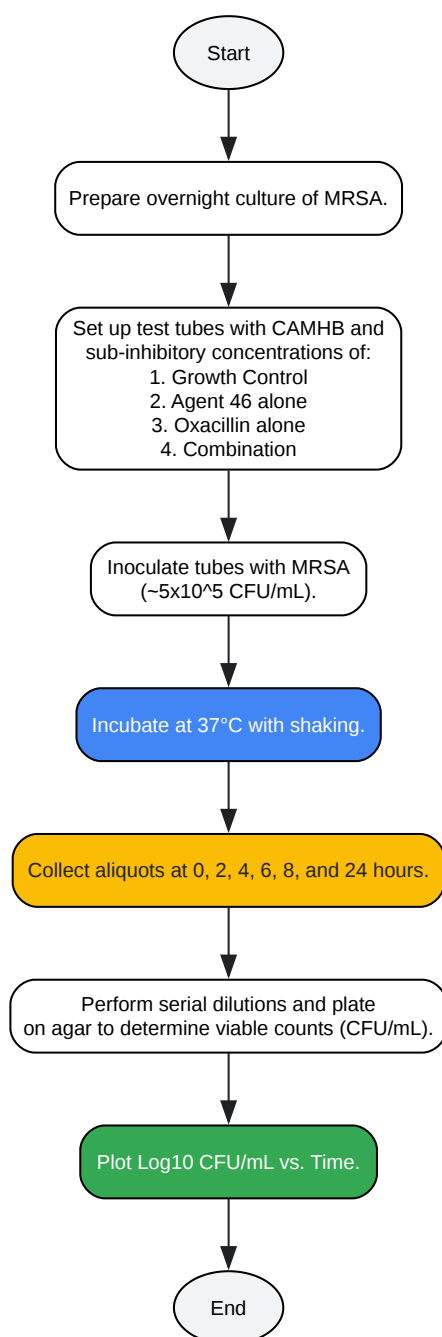 Start
Prepare overnight culture of MRSA.
Set up test tubes with CAMHB and
sub-inhibitory concentrations of:
1. Growth Control
2. Agent 46 alone
3. Oxacillin alone
4. Combination
Inoculate tubes with MRSA
(~5x10^5 CFU/mL).
Incubate at 37°C with shaking.
Collect aliquots at 0, 2, 4, 6, 8, and 24 hours.
Perform serial dilutions and plate
on agar to determine viable counts (CFU/mL).
Plot Log10 CFU/mL vs. Time.
End